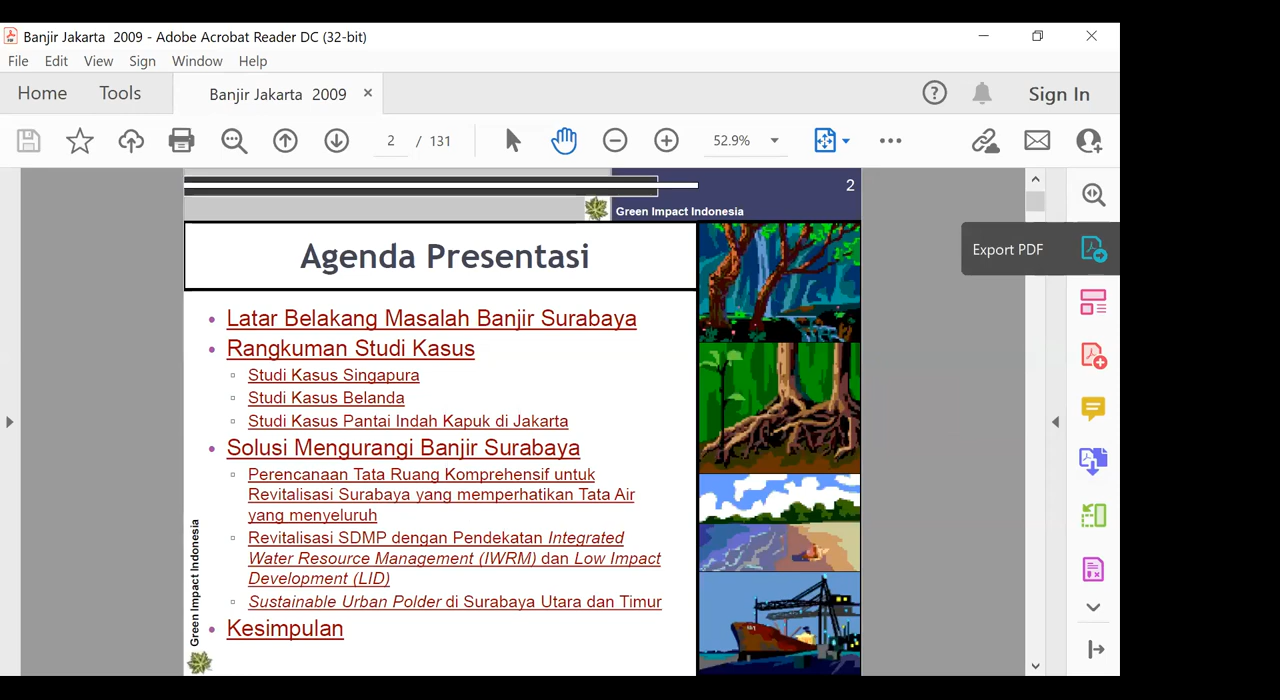 Banjir Jakarta  2009 - Adobe Acrobat Reader DC (32-bit)
File Edit View Sign Window Help
Home Tools Banjir Jakarta  2009 × Sign In
2 / 131 52.9%
2
Green Impact Indonesia
Export PDF
Agenda Presentasi
• Latar Belakang Masalah Banjir Surabaya
• Rangkuman Studi Kasus
▫ Studi Kasus Singapura
▫ Studi Kasus Belanda
▫ Studi Kasus Pantai Indah Kapuk di Jakarta
• Solusi Mengurangi Banjir Surabaya
▫ Perencanaan Tata Ruang Komprehensif untuk
Revitalisasi Surabaya yang memperhatikan Tata Air
yang menyeluruh
▫ Revitalisasi SDMP dengan Pendekatan Integrated
Water Resource Management (IWRM) dan Low Impact
Development (LID)
▫ Sustainable Urban Polder di Surabaya Utara dan Timur
• Kesimpulan
Green Impact Indonesia